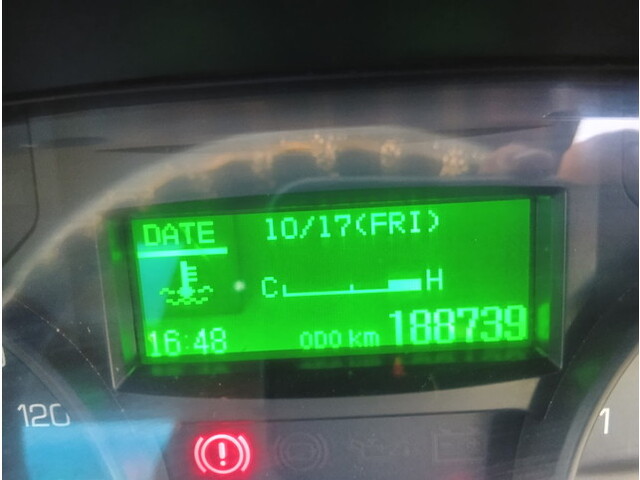 DATE 10/17(FRI)
C H
16:48 ODO km 188739
120 1